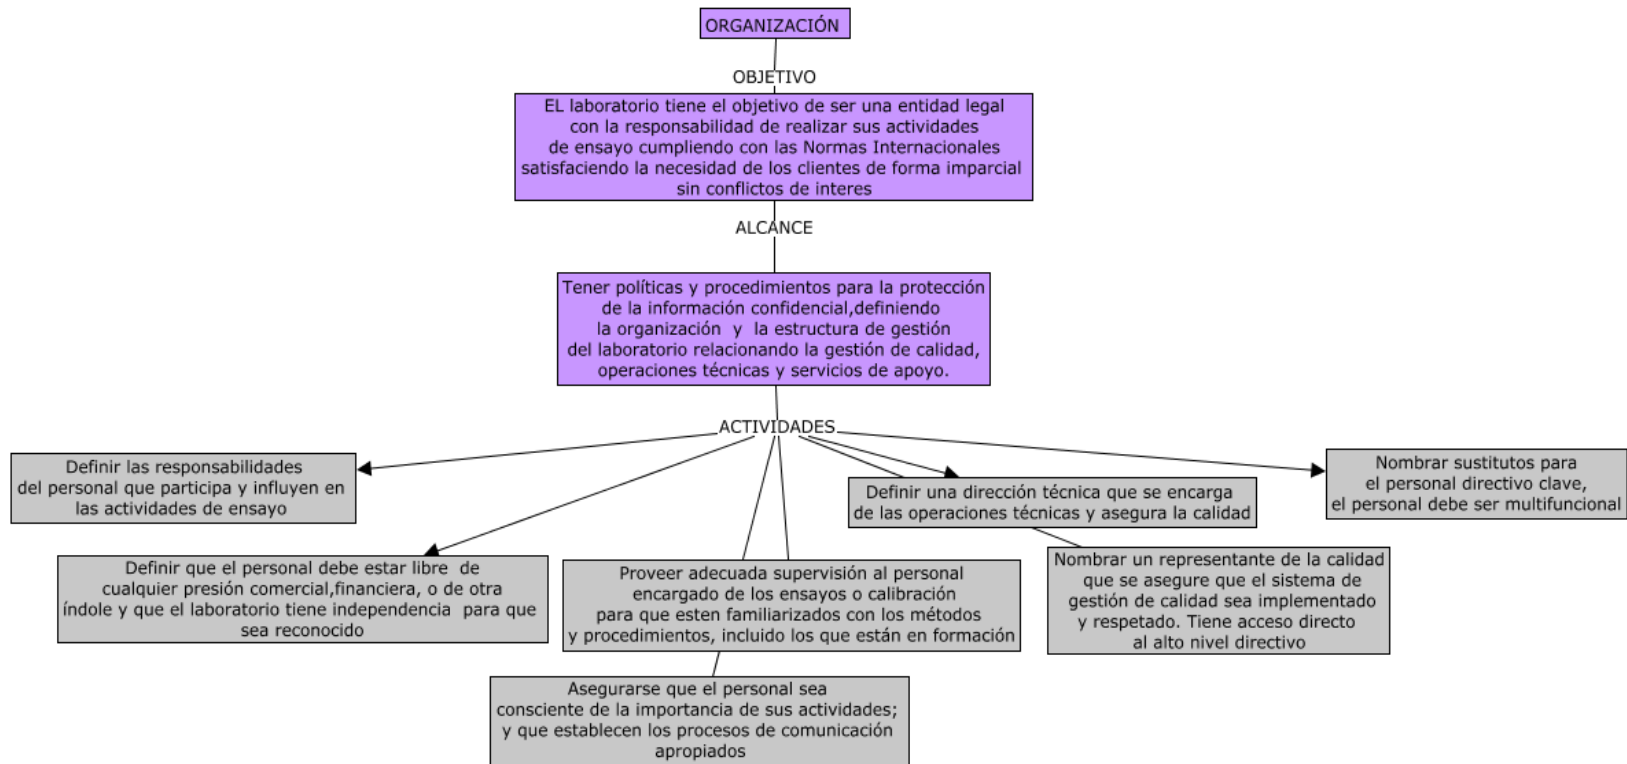 ORGANIZACIÓN
OBJETIVO
EL laboratorio tiene el objetivo de ser una entidad legal
con la responsabilidad de realizar sus actividades
de ensayo cumpliendo con las Normas Internacionales
satisfaciendo la necesidad de los clientes de forma imparcial
sin conflictos de interes
ALCANCE
Tener políticas y procedimientos para la protección
de la información confidencial,definiendo
la organización y la estructura de gestión
del laboratorio relacionando la gestión de calidad,
operaciones técnicas y servicios de apoyo.
ACTIVIDADES
Definir las responsabilidades
del personal que participa y influyen en
las actividades de ensayo
Definir una dirección técnica que se encarga
de las operaciones técnicas y asegura la calidad
Nombrar sustitutos para
el personal directivo clave,
el personal debe ser multifuncional
Definir que el personal debe estar libre de
cualquier presión comercial,financiera, o de otra
índole y que el laboratorio tiene independencia para que
sea reconocido
Proveer adecuada supervisión al personal
encargado de los ensayos o calibración
para que esten familiarizados con los métodos
y procedimientos, incluido los que están en formación
Nombrar un representante de la calidad
que se asegure que el sistema de
gestión de calidad sea implementado
y respetado. Tiene acceso directo
al alto nivel directivo
Asegurarse que el personal sea
consciente de la importancia de sus actividades;
y que establecen los procesos de comunicación
apropiados